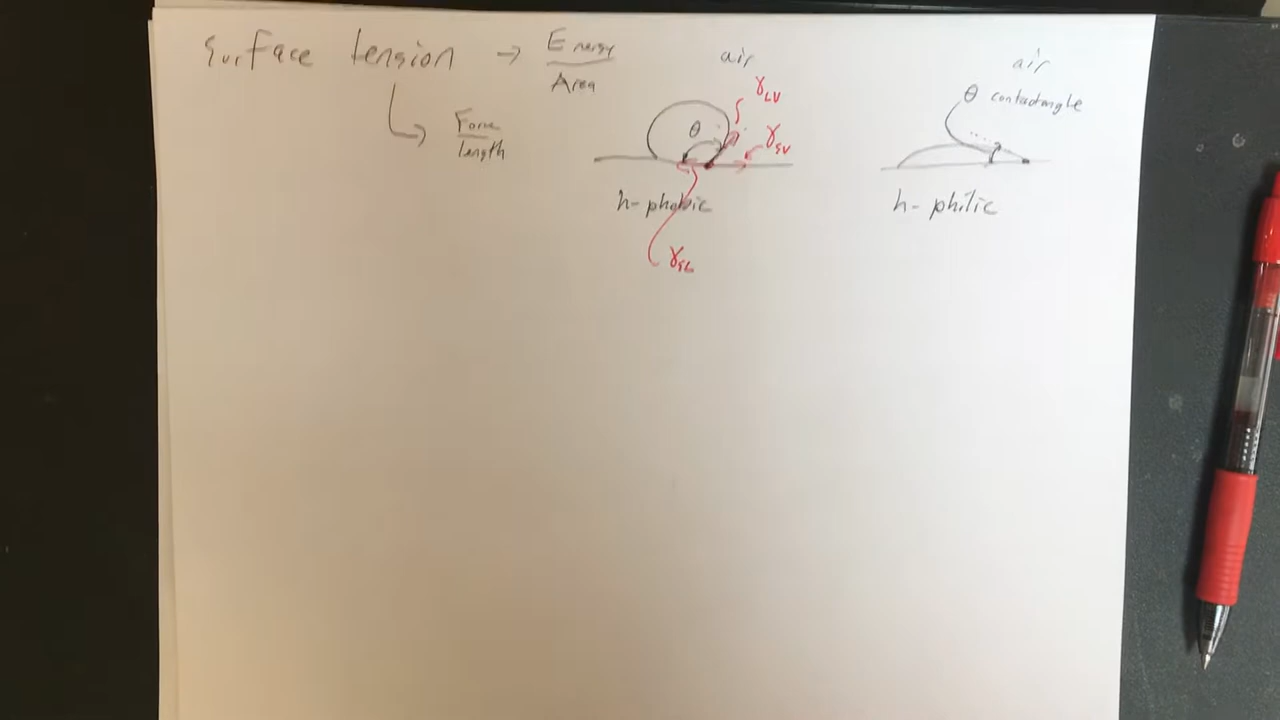 Surface tension → Energy / Area
Force / length
air
γLV
θ
γSV
h-phobic
γSL
air
θ contact angle
h-philic